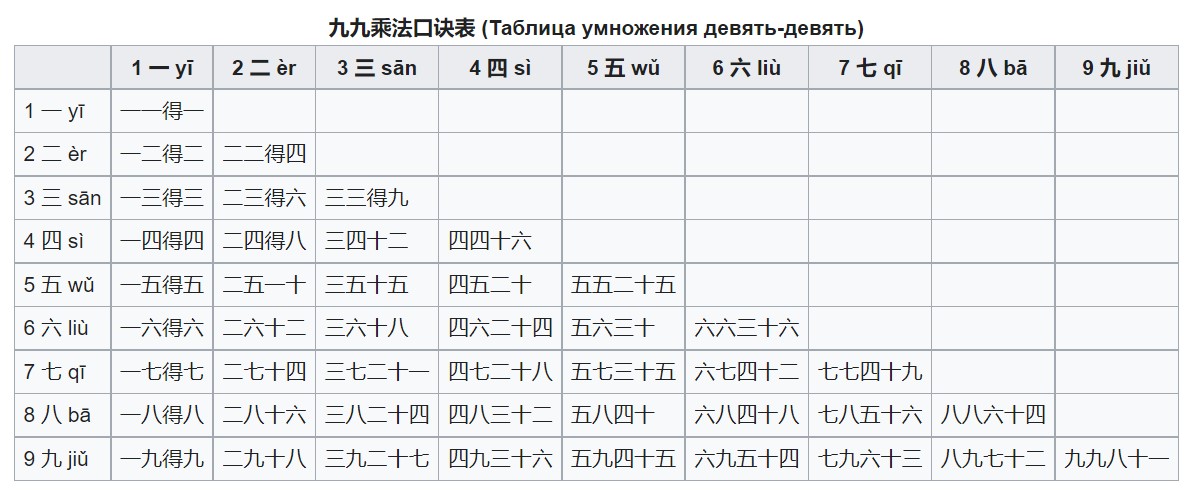 九九乘法口诀表 (Таблица умножения девять-девять)
1 一 yī 2 二 èr 3 三 sān 4 四 sì 5 五 wǔ 6 六 liù 7 七 qī 8 八 bā 9 九 jiǔ
1 一 yī 一一得一
2 二 èr 一二得二 二二得四
3 三 sān 一三得三 二三得六 三三得九
4 四 sì 一四得四 二四得八 三四十二 四四十六
5 五 wǔ 一五得五 二五一十 三五十五 四五二十 五五二十五
6 六 liù 一六得六 二六十二 三六十八 四六二十四 五六三十 六六三十六
7 七 qī 一七得七 二七十四 三七二十一 四七二十八 五七三十五 六七四十二 七七四十九
8 八 bā 一八得八 二八十六 三八二十四 四八三十二 五八四十 六八四十八 七八五十六 八八六十四
9 九 jiǔ 一九得九 二九十八 三九二十七 四九三十六 五九四十五 六九五十四 七九六十三 八九七十二 九九八十一